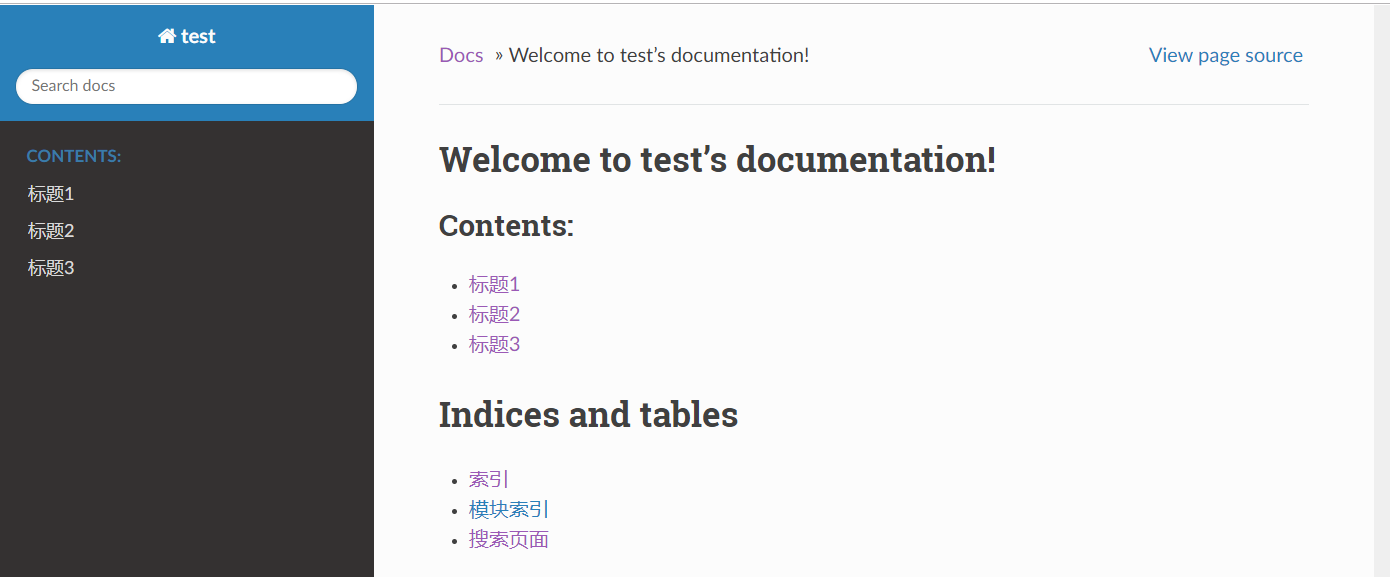 test
Search docs
CONTENTS:
标题1
标题2
标题3
Docs » Welcome to test’s documentation!
View page source
Welcome to test’s documentation!
Contents:
标题1
标题2
标题3
Indices and tables
索引
模块索引
搜索页面